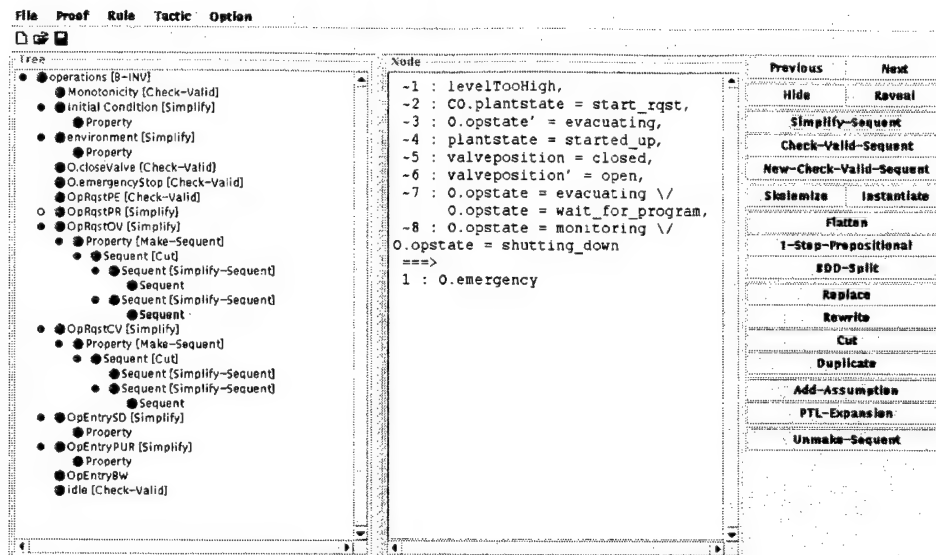 File Proof Rule Tactic Option
Tree
operations [B-INV]
Monotonicity [Check-Valid]
Initial Condition [Simplify]
Property
environment [Simplify]
Property
O.closeValve [Check-Valid]
O.emergencyStop [Check-Valid]
OpRqstPE [Check-Valid]
OpRqstPR [Simplify]
OpRqstOV [Simplify]
Property [Make-Sequent]
Sequent [Cut]
Sequent [Simplify-Sequent]
Sequent
Sequent [Simplify-Sequent]
Sequent
OpRqstCV [Simplify]
Property [Make-Sequent]
Sequent [Cut]
Sequent [Simplify-Sequent]
Sequent [Simplify-Sequent]
Sequent
OpEntrySD [Simplify]
Property
OpEntryPUR [Simplify]
Property
OpEntryBW
idle [Check-Valid]
Node
~1 : levelTooHigh,
~2 : CO.plantstate = start_rqst,
~3 : O.opstate' = evacuating,
~4 : plantstate = started_up,
~5 : valveposition = closed,
~6 : valveposition' = open,
~7 : O.opstate = evacuating \/
O.opstate = wait_for_program,
~8 : O.opstate = monitoring \/
O.opstate = shutting_down
===>
1 : O.emergency
Previous Next
Hide Reveal
Simplify-Sequent
Check-Valid-Sequent
New-Check-Valid-Sequent
Skolemize Instantiate
Flatten
1-Step-Propositional
BDD-Split
Replace
Rewrite
Cut
Duplicate
Add-Assumption
PTL-Expansion
Unmake-Sequent